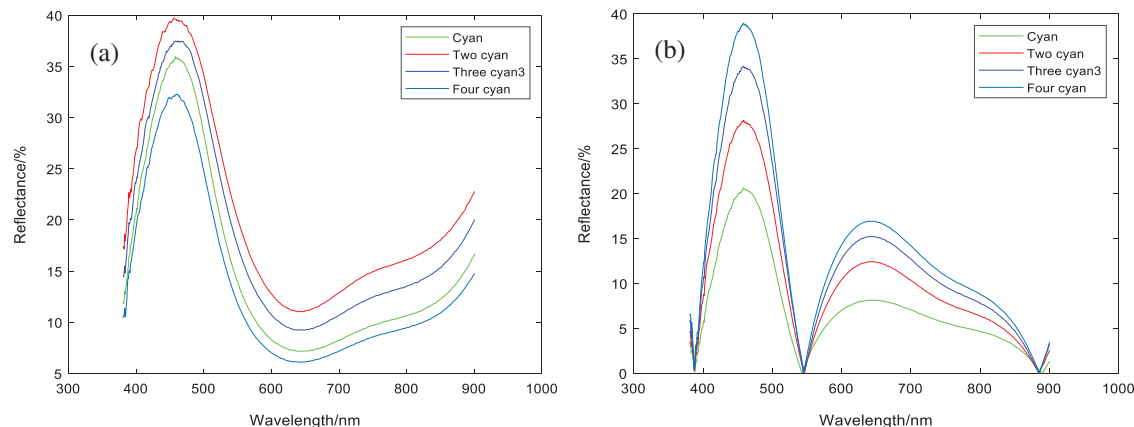 (a)
Cyan
Two cyan
Three cyan3
Four cyan
Reflectance/%
40
35
30
25
20
15
10
5
300 400 500 600 700 800 900 1000
Wavelength/nm
(b)
Cyan
Two cyan
Three cyan3
Four cyan
Reflectance/%
40
35
30
25
20
15
10
5
0
300 400 500 600 700 800 900 1000
Wavelength/nm